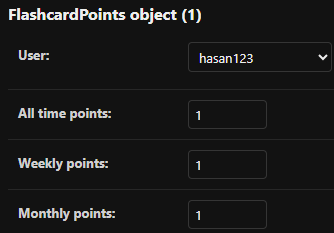 FlashcardPoints object (1)
User: hasan123
All time points: 1
Weekly points: 1
Monthly points: 1